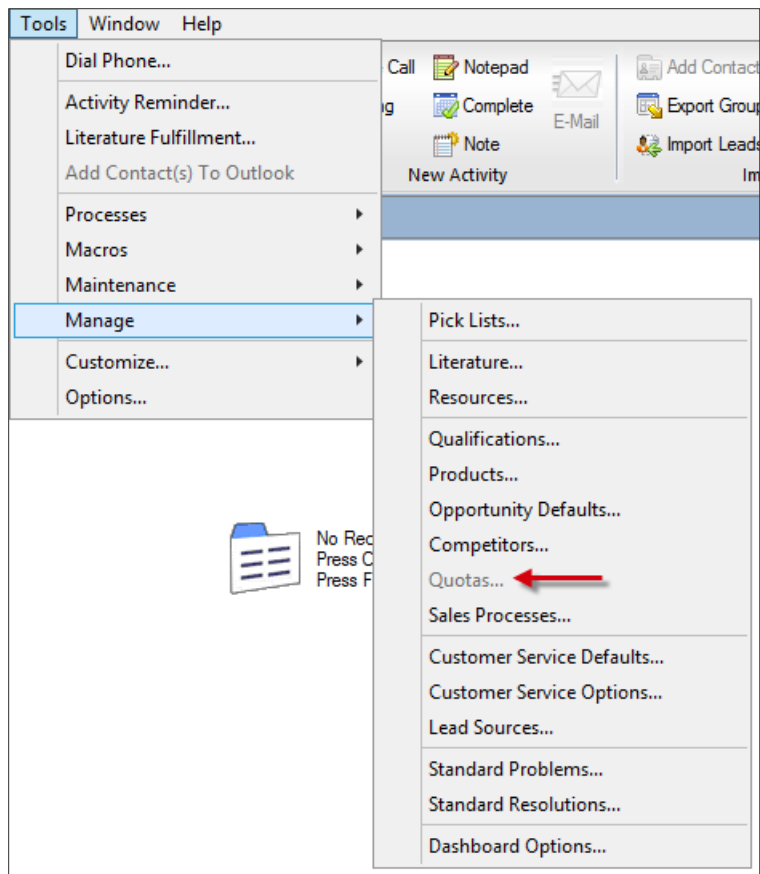 Tools Window Help
Dial Phone...
Activity Reminder...
Literature Fulfillment...
Add Contact(s) To Outlook
Processes
Macros
Maintenance
Manage
Customize...
Options...
Call Notepad Add Contact
Complete Export Group
E-Mail
Note Import Leads
New Activity
Pick Lists...
Literature...
Resources...
Qualifications...
Products...
Opportunity Defaults...
Competitors...
Quotas...
Sales Processes...
Customer Service Defaults...
Customer Service Options...
Lead Sources...
Standard Problems...
Standard Resolutions...
Dashboard Options...
No Rec
Press C
Press F